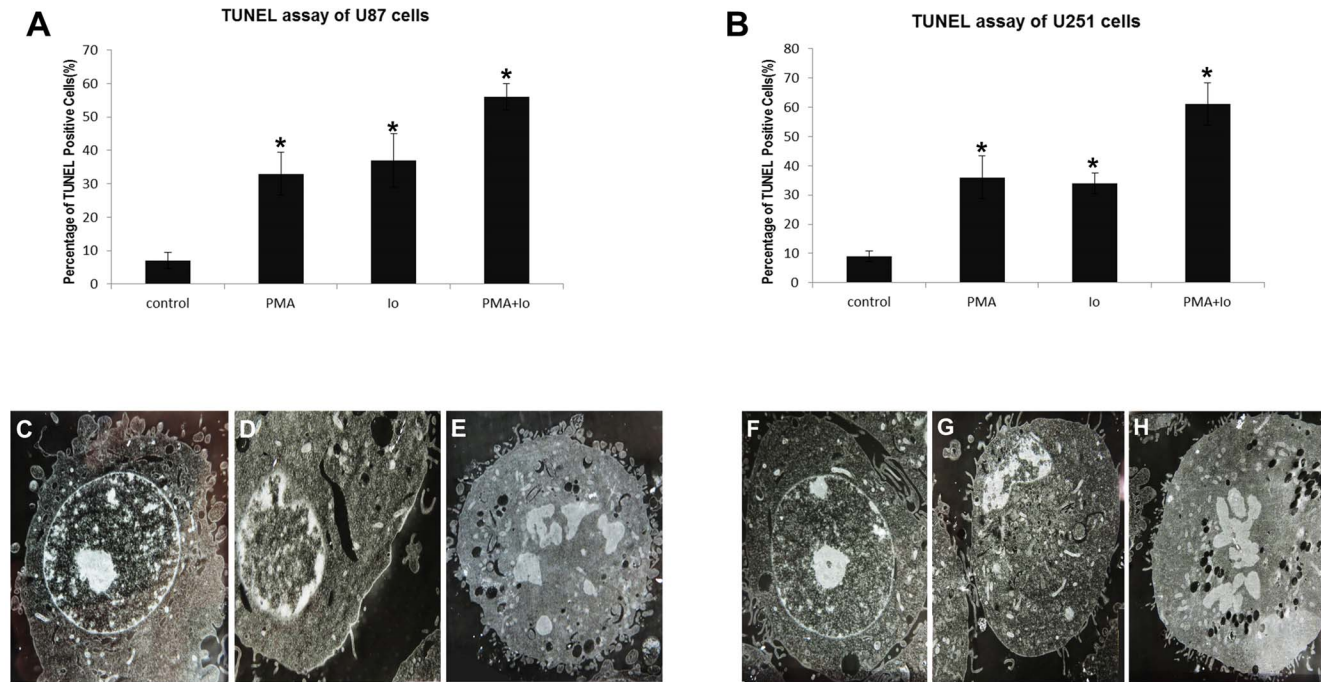 A
TUNEL assay of U87 cells
Percentage of TUNEL Positive Cells(%)
70
60
50
40
30
20
10
0
*
*
*
control PMA Io PMA+Io
B
TUNEL assay of U251 cells
Percentage of TUNEL Positive Cells(%)
80
70
60
50
40
30
20
10
0
*
*
*
control PMA Io PMA+Io
C D E F G H